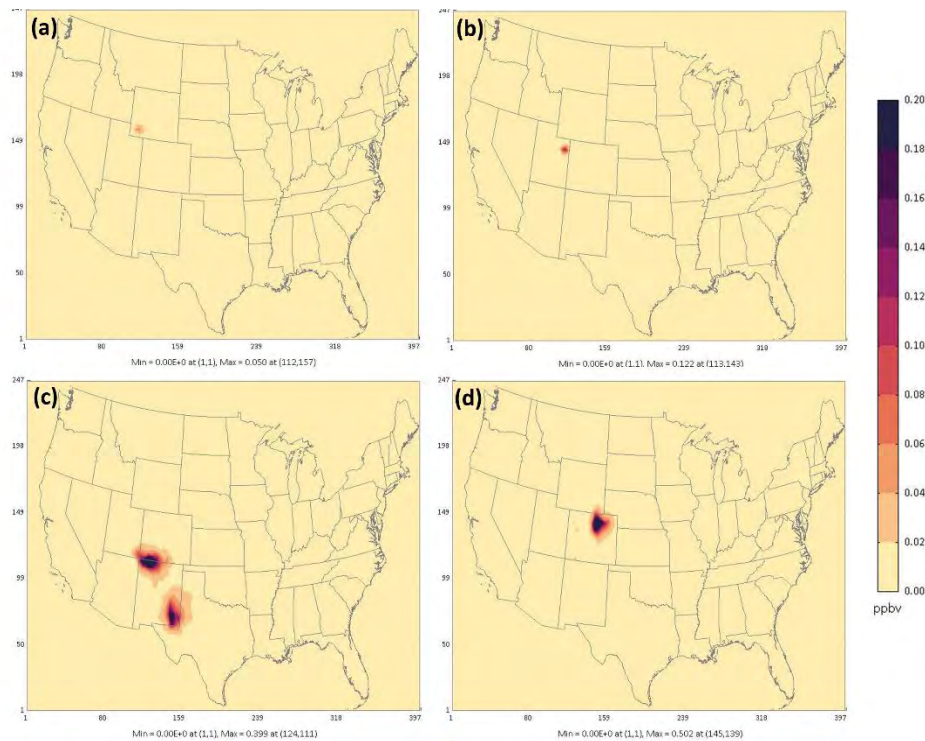 (a)
247
198
149
99
50
1
1 80 159 239 318 397
Min = 0.00E+0 at (1,1), Max = 0.050 at (112,157)
(b)
247
198
149
99
50
1
1 80 159 239 318 397
Min = 0.00E+0 at (1,1), Max = 0.122 at (113,143)
(c)
247
198
149
99
50
1
1 80 159 239 318 397
Min = 0.00E+0 at (1,1), Max = 0.399 at (124,111)
(d)
247
198
149
99
50
1
1 80 159 239 318 397
Min = 0.00E+0 at (1,1), Max = 0.502 at (145,139)
0.20
0.18
0.16
0.14
0.12
0.10
0.08
0.06
0.04
0.02
0.00
ppbv